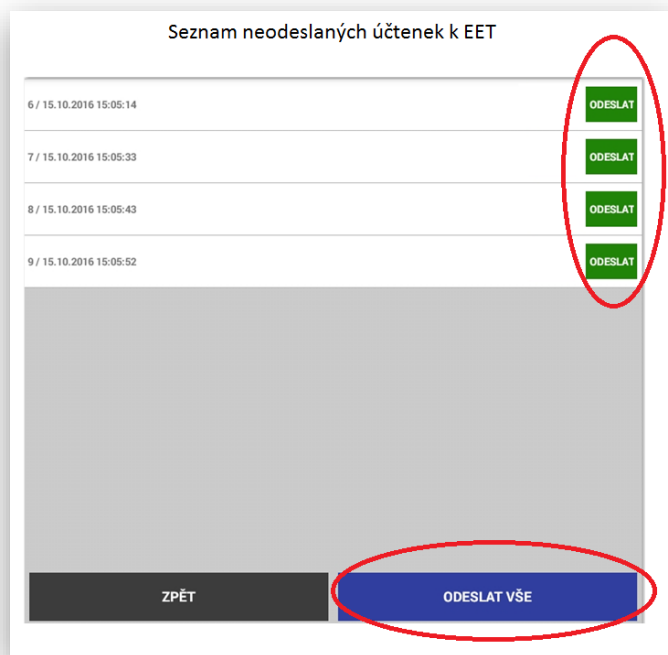 Seznam neodeslaných účtenek k EET
6 / 15.10.2016 15:05:14 ODESLAT
7 / 15.10.2016 15:05:33 ODESLAT
8 / 15.10.2016 15:05:43 ODESLAT
9 / 15.10.2016 15:05:52 ODESLAT
ZPĚT ODESLAT VŠE